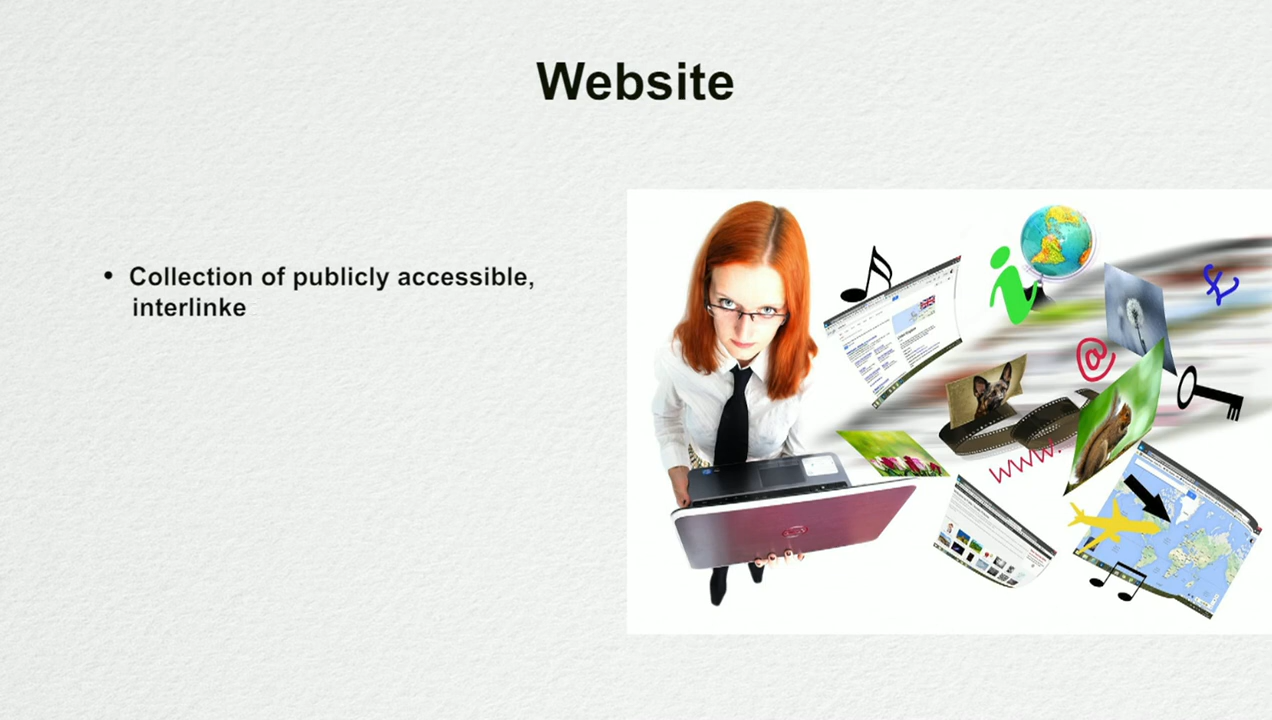 Website
• Collection of publicly accessible,
interlinke
@
www.
£